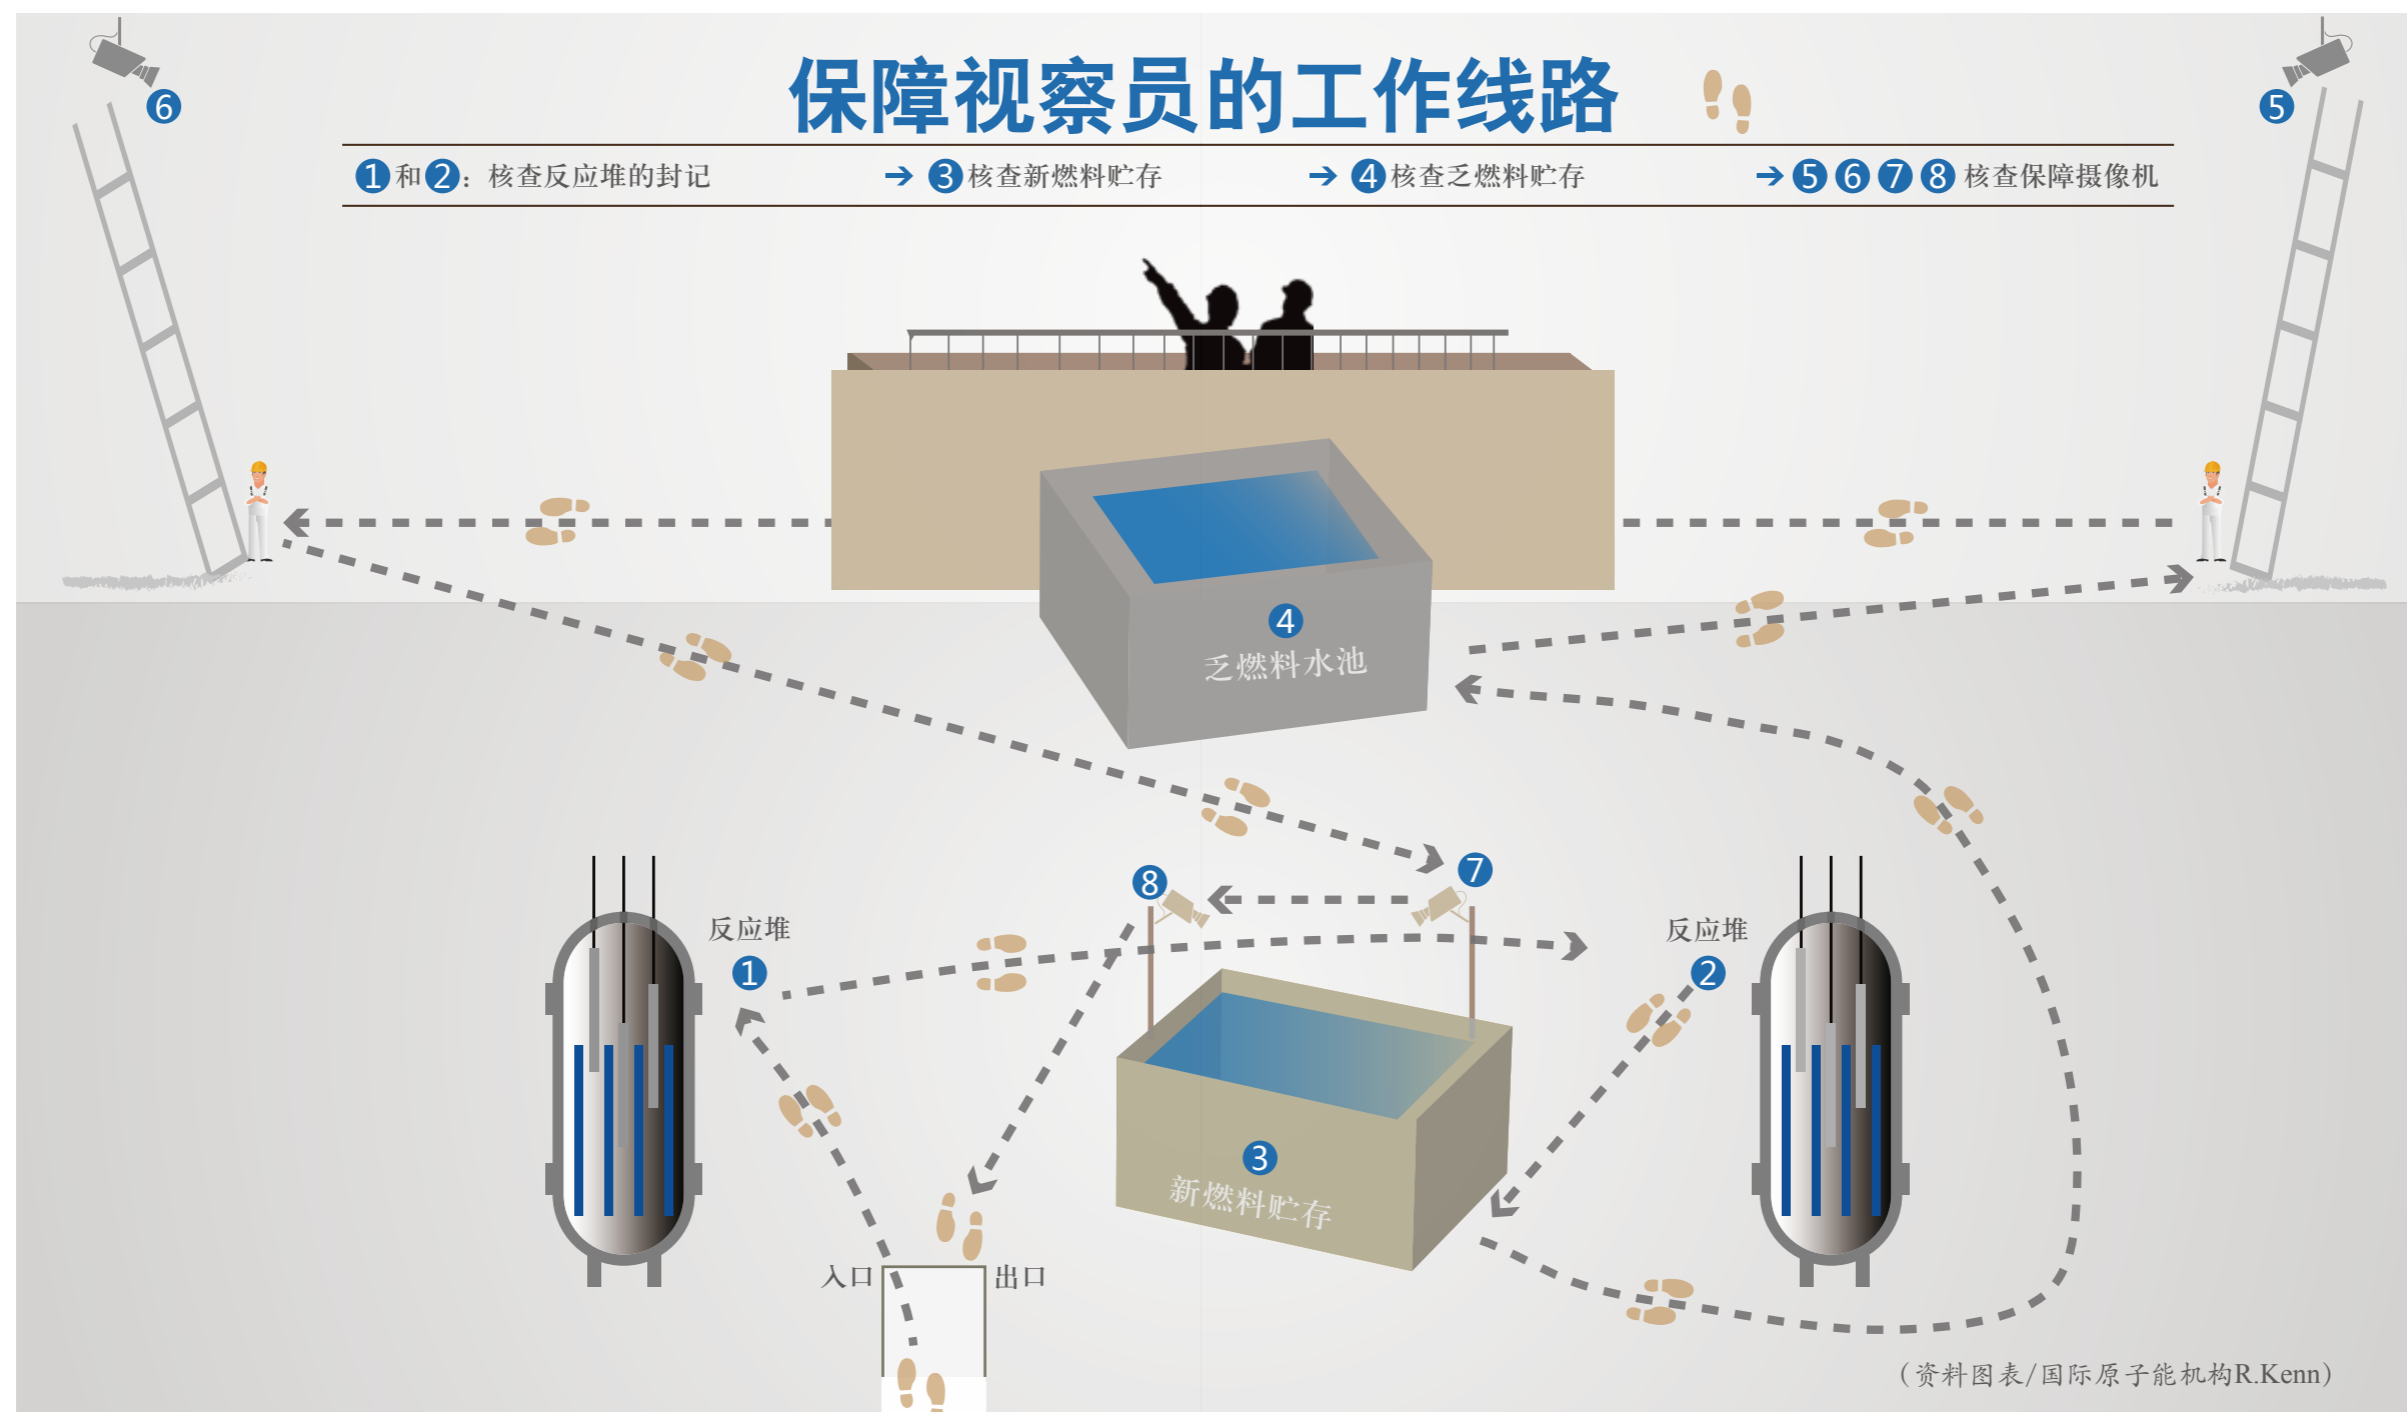 保障视察员的工作线路
1和2：核查反应堆的封记 → 3核查新燃料贮存 → 4核查乏燃料贮存 → 5 6 7 8 核查保障摄像机
6
5
4
乏燃料水池
8
7
反应堆
1
反应堆
2
3
新燃料贮存
入口
出口
（资料图表/国际原子能机构R.Kenn）